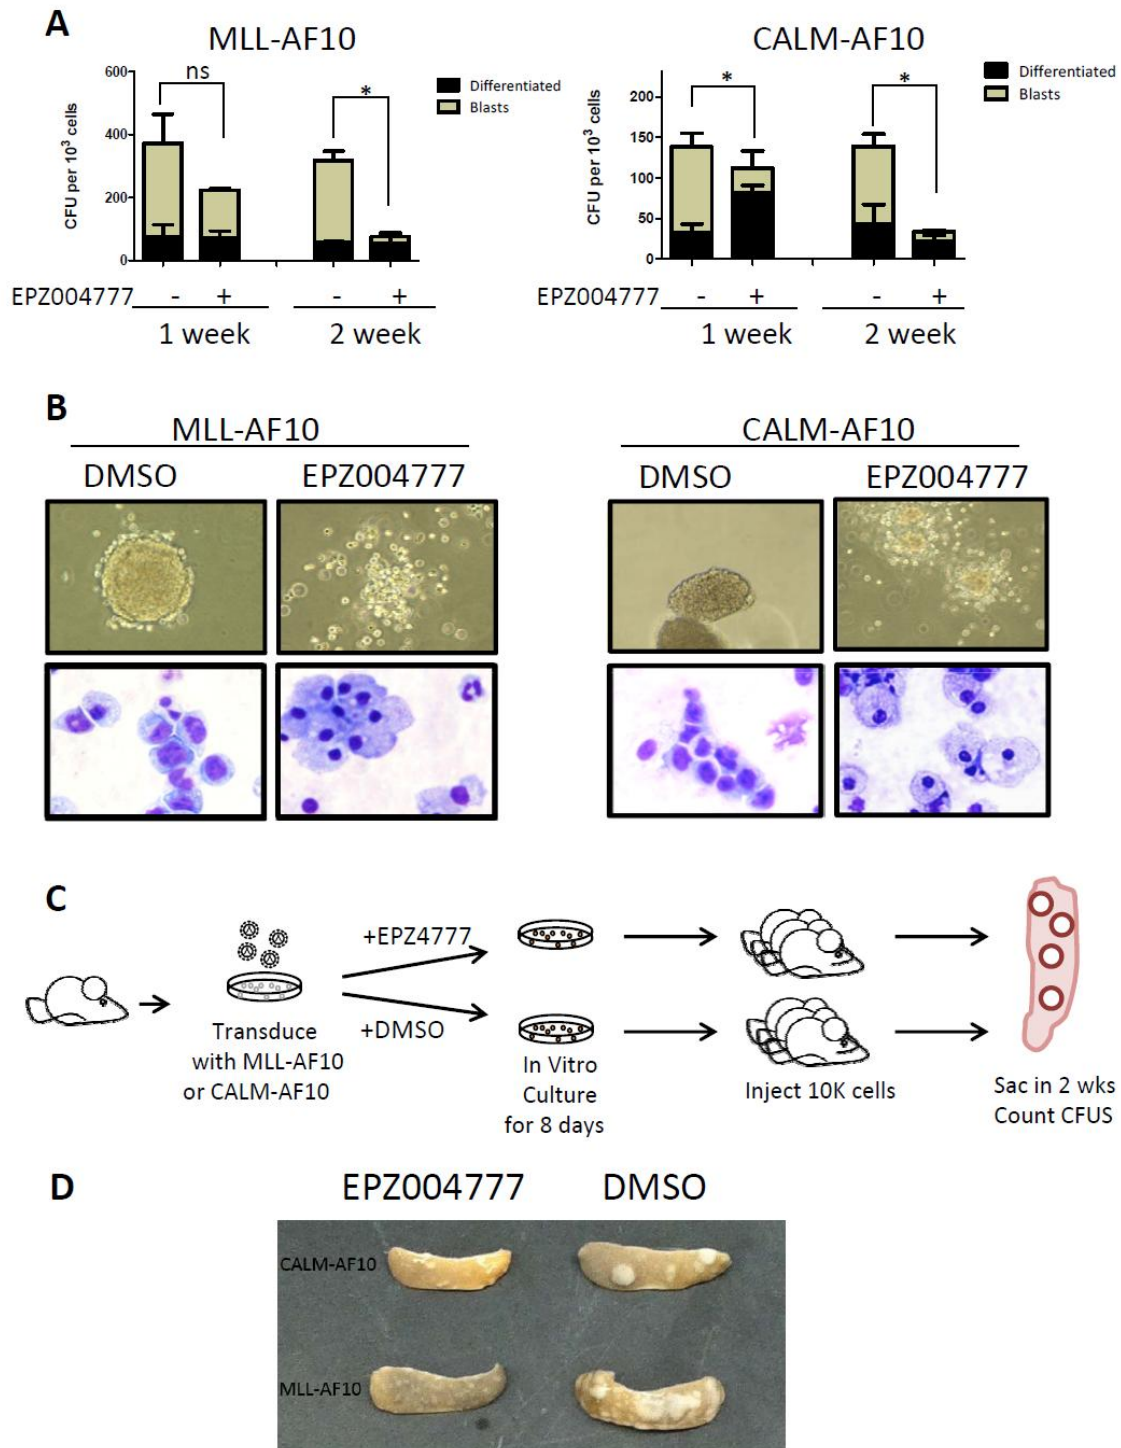 A
MLL-AF10
CALM-AF10
600
400
200
0
CFU per 10³ cells
ns
*
Differentiated
Blasts
EPZ004777 - + - +
1 week 2 week
200
150
100
50
0
CFU per 10³ cells
*
*
Differentiated
Blasts
EPZ004777 - + - +
1 week 2 week
B
MLL-AF10
CALM-AF10
DMSO EPZ004777
DMSO EPZ004777
C
+EPZ4777
+DMSO
Transduce
with MLL-AF10
or CALM-AF10
In Vitro
Culture
for 8 days
Inject 10K cells
Sac in 2 wks
Count CFUS
D
EPZ004777 DMSO
CALM-AF10
MLL-AF10